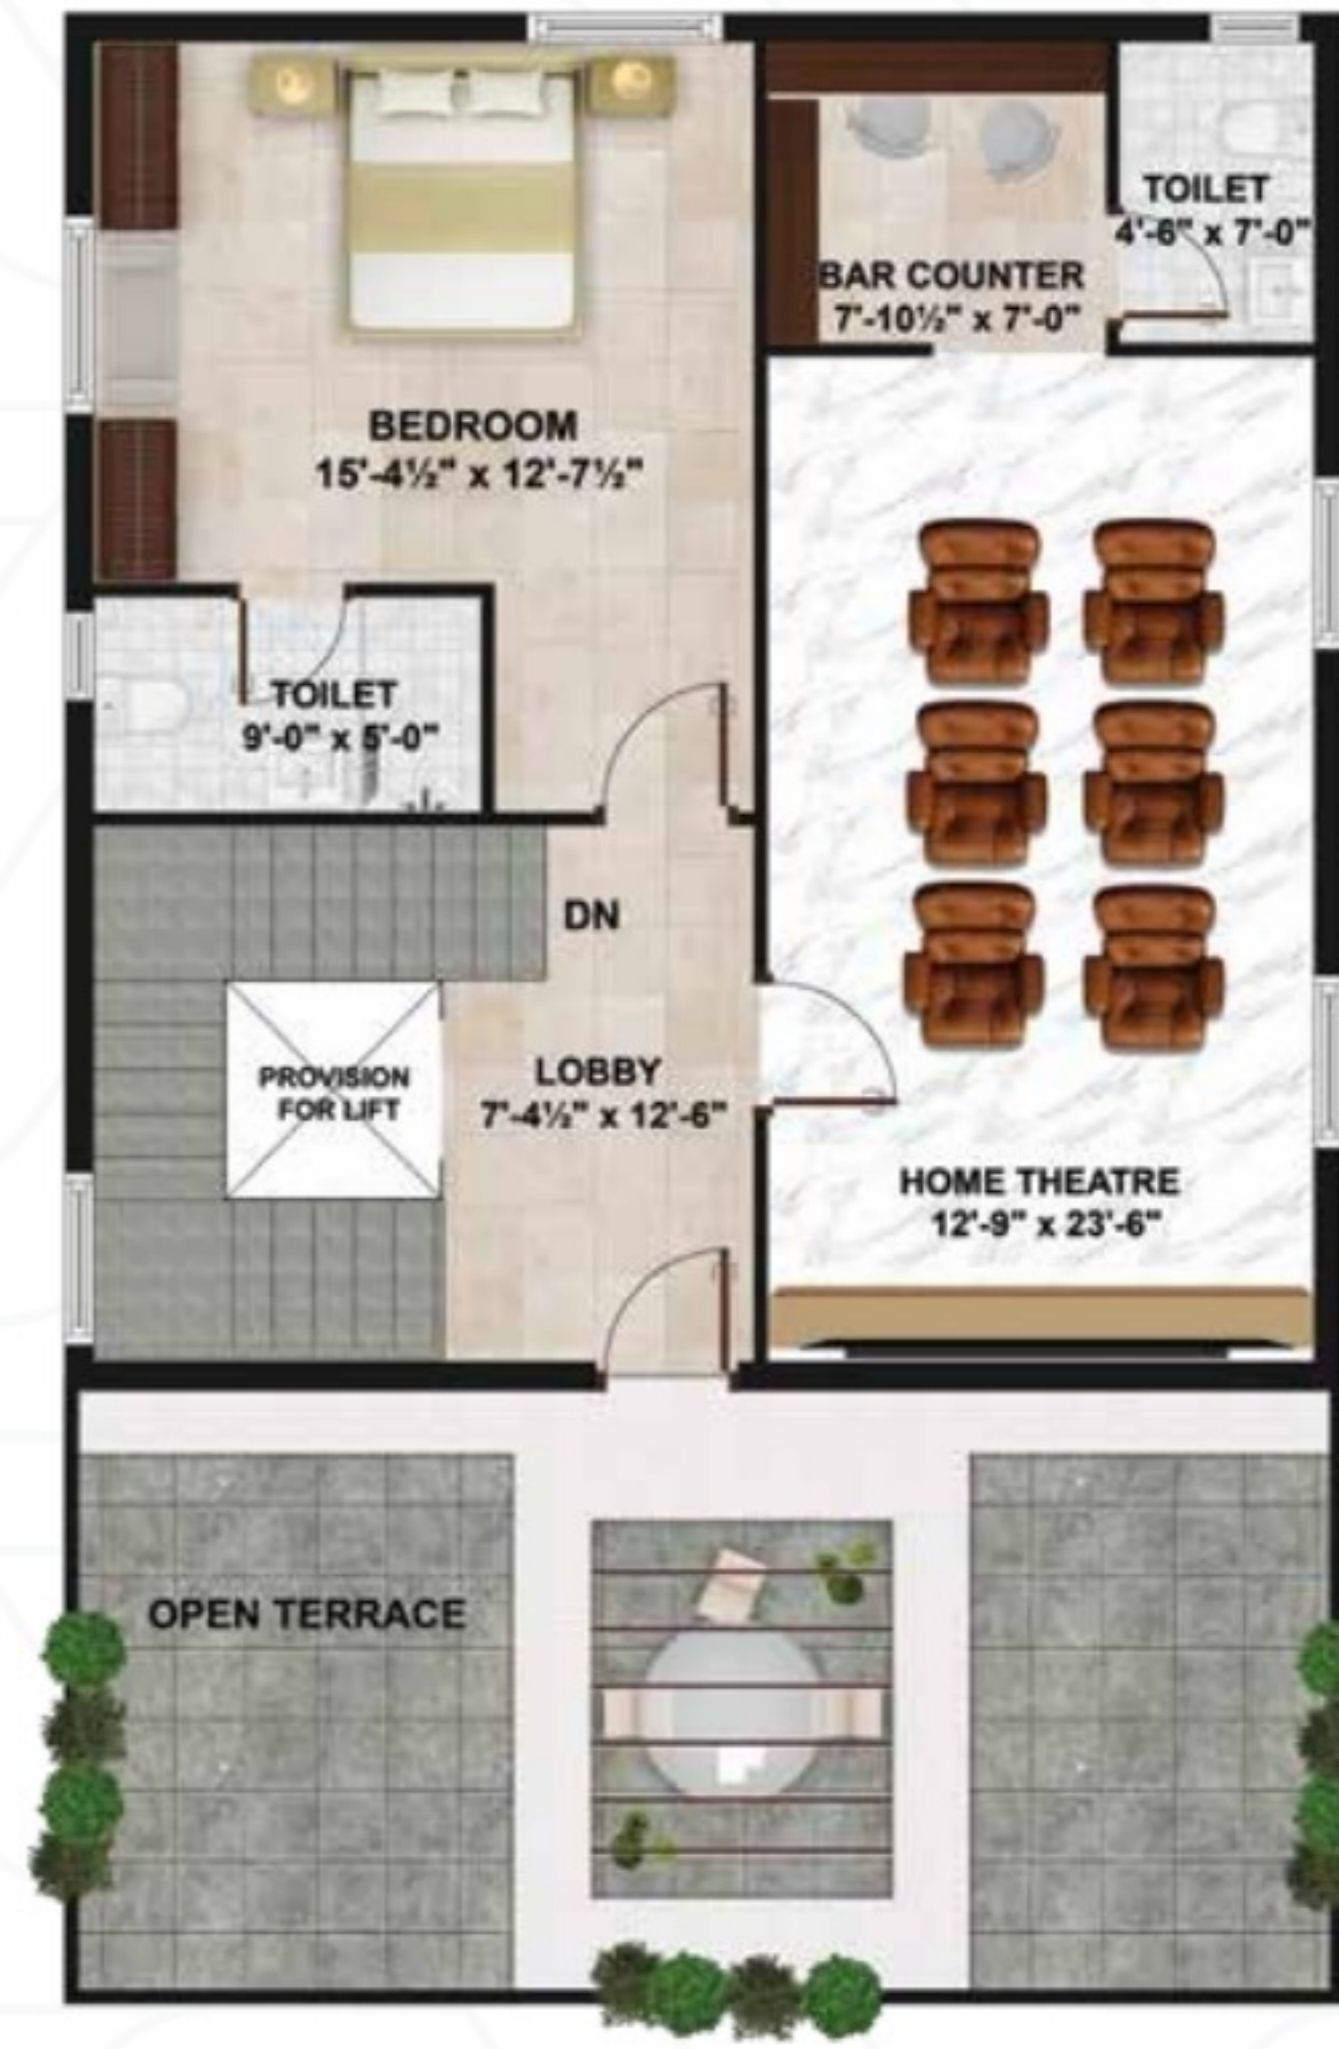 TOILET
4'-6" x 7'-0"
BAR COUNTER
7'-10½" x 7'-0"
BEDROOM
15'-4½" x 12'-7½"
TOILET
9'-0" x 5'-0"
DN
PROVISION
FOR LIFT
LOBBY
7'-4½" x 12'-6"
HOME THEATRE
12'-9" x 23'-6"
OPEN TERRACE